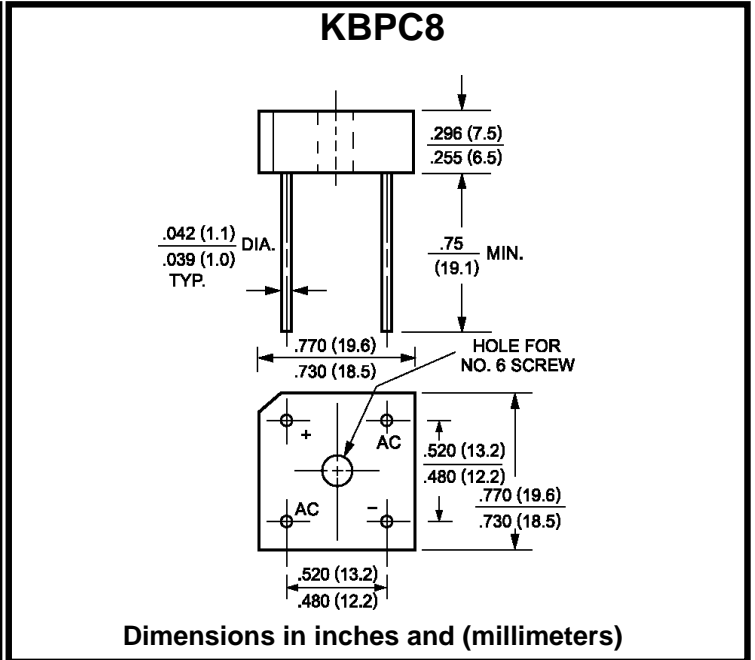 KBPC8
.296 (7.5)
.255 (6.5)
.042 (1.1) DIA.
.039 (1.0)
TYP.
.75 MIN.
(19.1)
.770 (19.6)
.730 (18.5)
HOLE FOR
NO. 6 SCREW
+
AC
.520 (13.2)
.480 (12.2)
.770 (19.6)
.730 (18.5)
AC
-
.520 (13.2)
.480 (12.2)
Dimensions in inches and (millimeters)